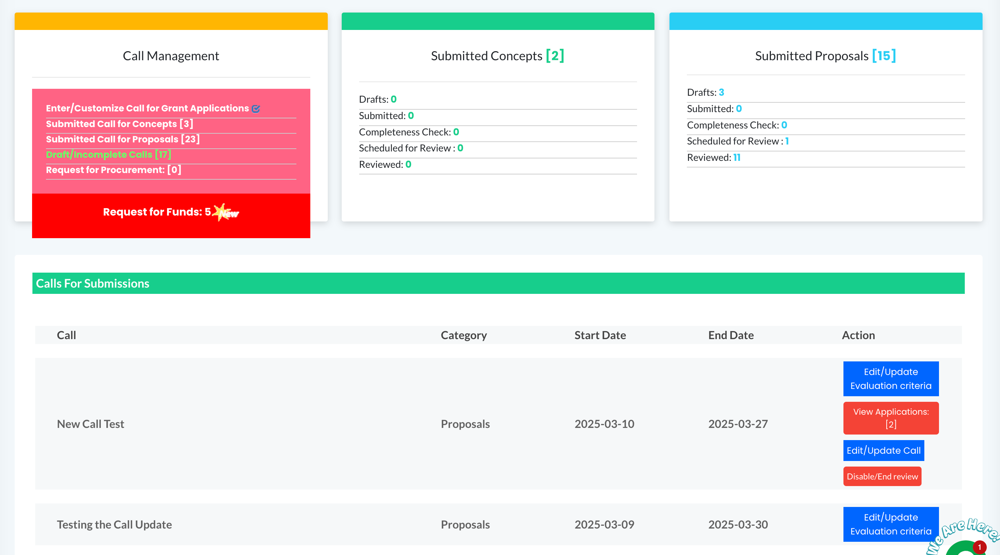 Call Management
Enter/Customize Call for Grant Applications
Submitted Call for Concepts [3]
Submitted Call for Proposals [23]
Draft/Incomplete Calls [17]
Request for Procurement: [0]
Request for Funds: 5 New
Submitted Concepts [2]
Drafts: 0
Submitted: 0
Completeness Check: 0
Scheduled for Review : 0
Reviewed: 0
Submitted Proposals [15]
Drafts: 3
Submitted: 0
Completeness Check: 0
Scheduled for Review : 1
Reviewed: 11
Calls For Submissions
Call Category Start Date End Date Action
New Call Test Proposals 2025-03-10 2025-03-27
Edit/Update
Evaluation criteria
View Applications:
[2]
Edit/Update Call
Disable/End review
Testing the Call Update Proposals 2025-03-09 2025-03-30
Edit/Update
Evaluation criteria
We Are Here!
1